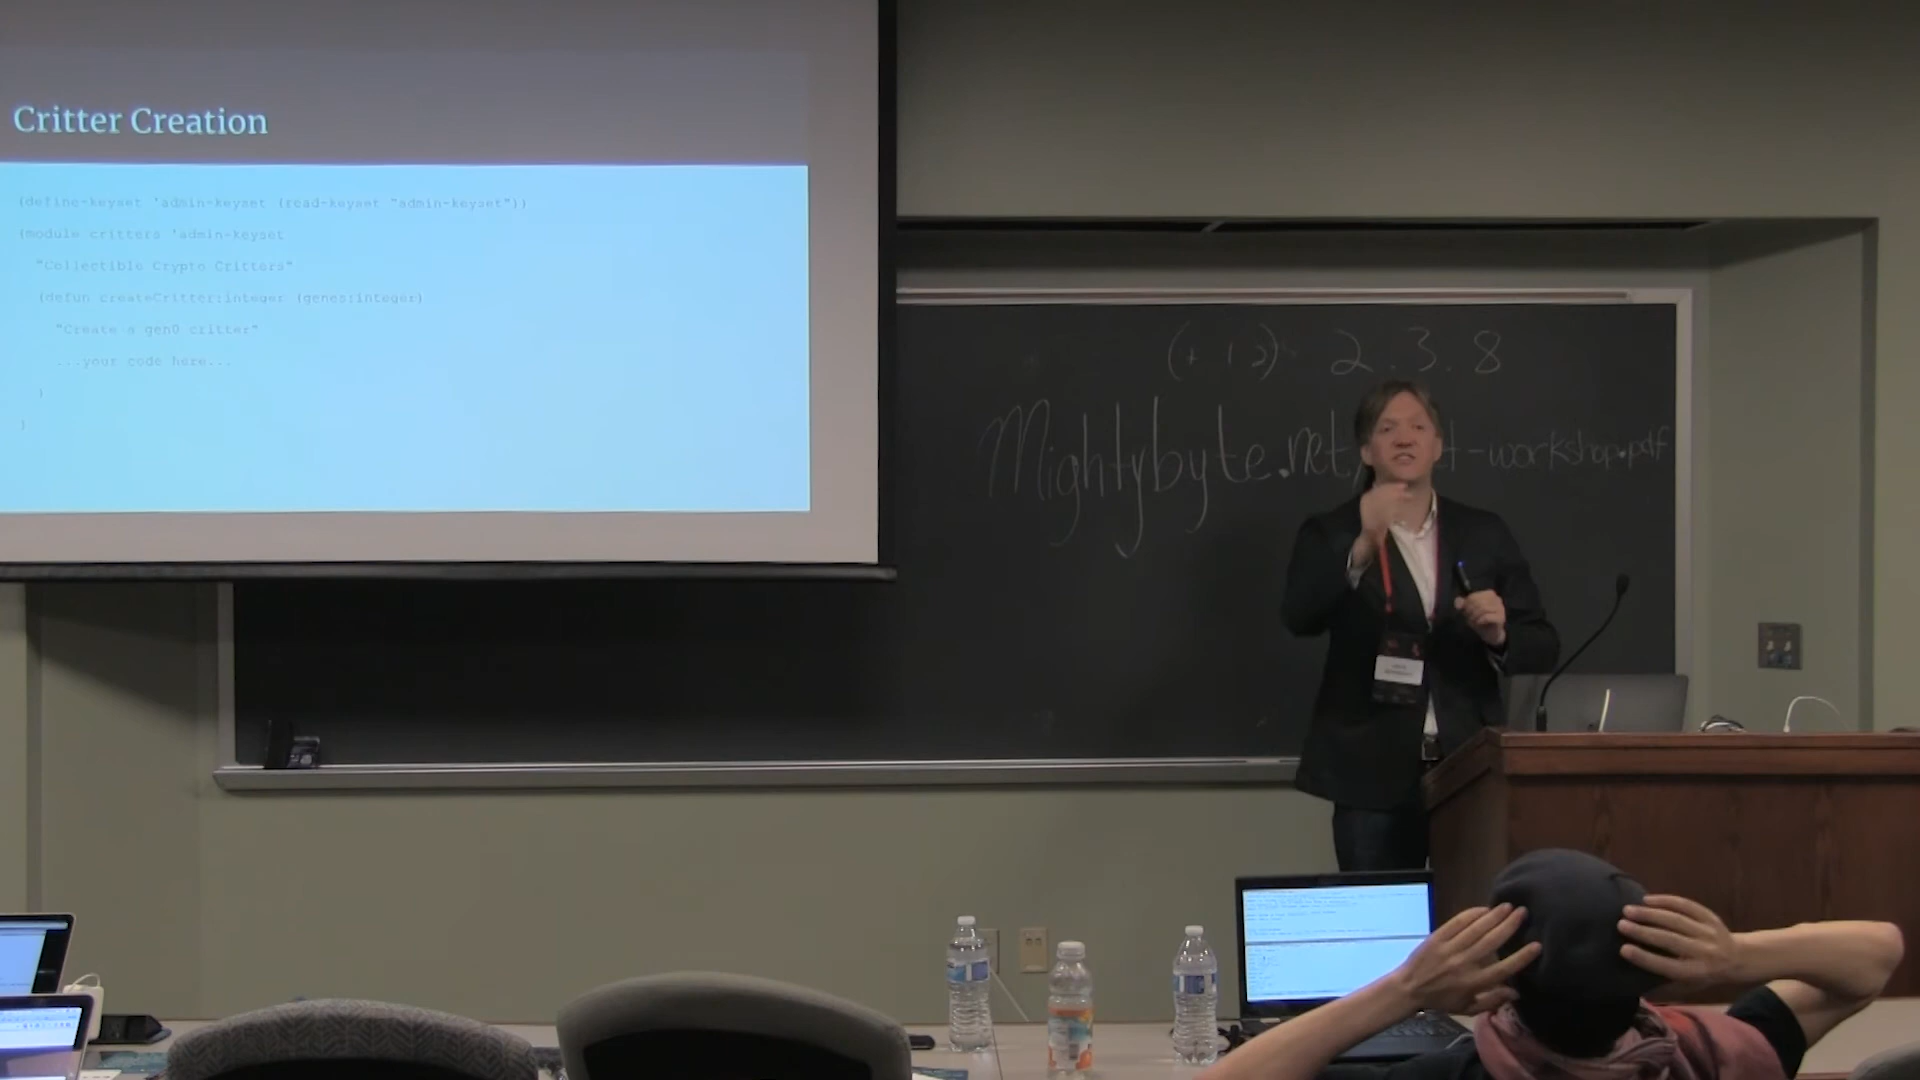 Critter Creation
(define-keyset 'admin-keyset (read-keyset "admin-keyset"))
(module critters 'admin-keyset
"Collectible Crypto Critters"
(defun createCritter:integer (genes:integer)
"Create a gen0 critter"
...your code here...
)
)
(+ 1 2) 2.3.8
Mightybyte.net/ t-workshop.pdf